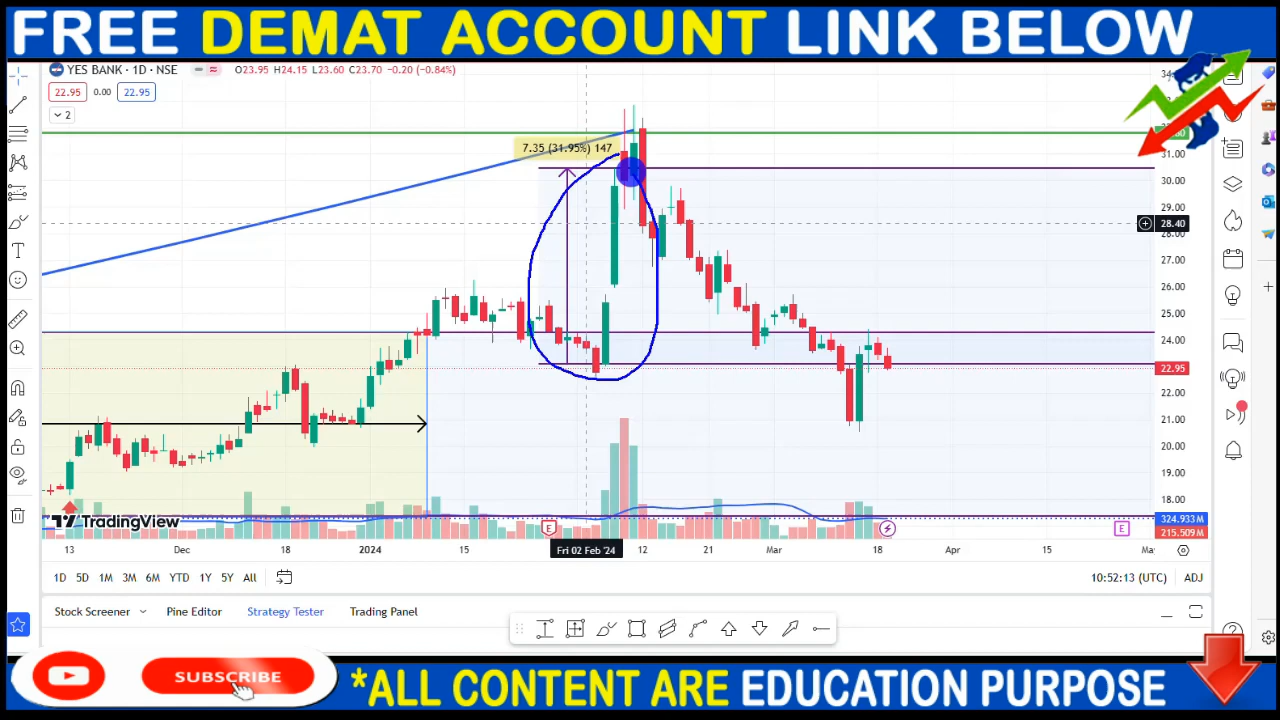 FREE DEMAT ACCOUNT LINK BELOW
YES BANK · 1D · NSE O23.95 H24.15 L23.60 C23.70 -0.20 (-0.84%)
22.95 0.00 22.95
2
7.35 (31.95%) 147
31.00
30.00
29.00
28.40
28.00
27.00
26.00
25.00
24.00
22.95
22.00
21.00
20.00
19.00
18.00
324.933M
215.509M
TradingView
E
E
13 Dec 18 2024 15 Fri 02 Feb '24 12 21 Mar 18 Apr 15
1D 5D 1M 3M 6M YTD 1Y 5Y All 10:52:13 (UTC) ADJ
Stock Screener Pine Editor Strategy Tester Trading Panel
SUBSCRIBE
*ALL CONTENT ARE EDUCATION PURPOSE